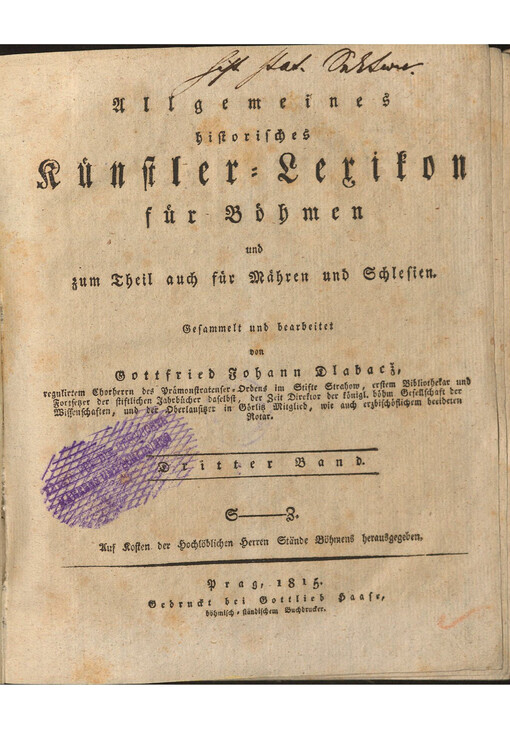 Allgemeines
historisches
Künstler-Lexikon
für Böhmen
und
zum Theil auch für Mähren und Schlesien.
Gesammelt und bearbeitet
von
Gottfried Johann Dlabacž,
regulirtem Chorherrn des Prämonstratenser-Ordens im Stifte Strahow, erstem Bibliothekar und
Fortsetzer der stiftlichen Jahrbücher daselbst, der Zeit Direktor der königl. böhm Gesellschaft der
Wissenschaften, und der Oberlausitzer in Görlitz Mitglied, wie auch erzbischöflichem beeideten
Notar.
Dritter Band.
S—Z.
Auf Kosten der Hochlöblichen Herren Stände Böhmens herausgegeben.
Prag, 1815.
Gedruckt bei Gottlieb Haase,
böhmisch-ständischem Buchdrucker.